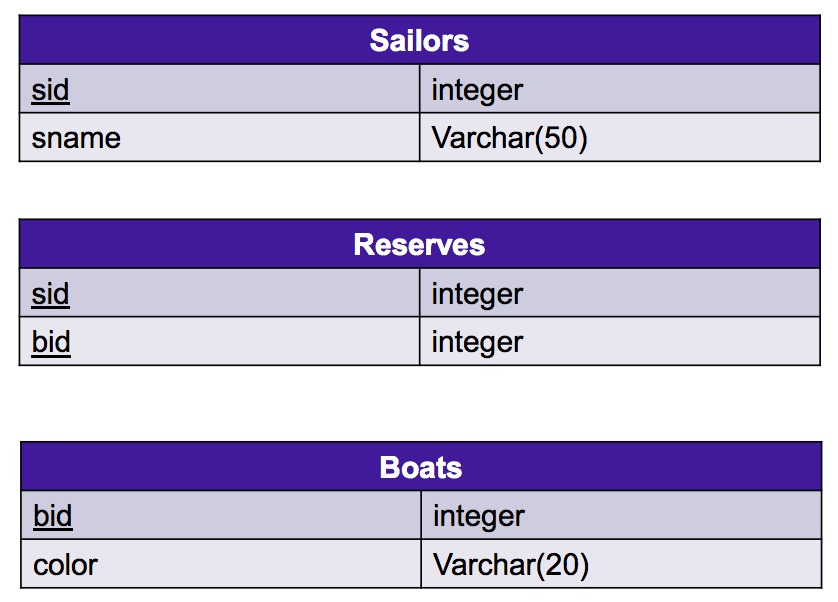 Sailors
sid integer
sname Varchar(50)
Reserves
sid integer
bid integer
Boats
bid integer
color Varchar(20)